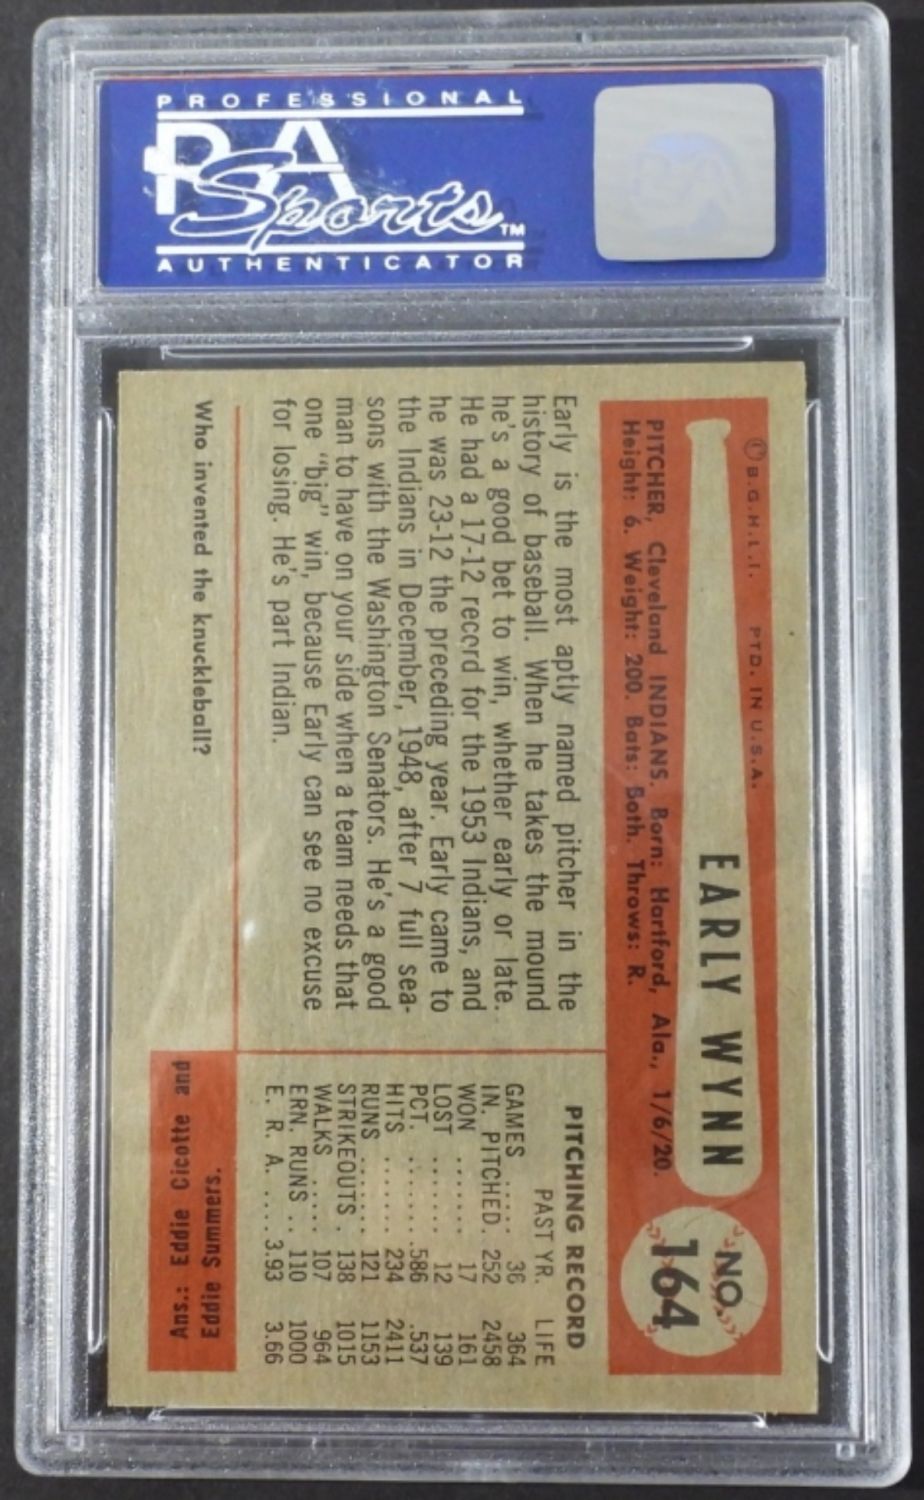 PROFESSIONAL
PSA
Sports™
AUTHENTICATOR
© B.G.H.L.I. PTD. IN U.S.A.
EARLY WYNN
NO.
164
PITCHER, Cleveland INDIANS. Born: Hartford, Ala., 1/6/20.
Height: 6. Weight: 200. Bats: Both. Throws: R.
Early is the most aptly named pitcher in the
history of baseball. When he takes the mound
he's a good bet to win, whether early or late.
He had a 17-12 record for the 1953 Indians, and
he was 23-12 the preceding year. Early came to
the Indians in December, 1948, after 7 full sea-
sons with the Washington Senators. He's a good
man to have on your side when a team needs that
one "big" win, because Early can see no excuse
for losing. He's part Indian.
PITCHING RECORD
PAST YR. LIFE
GAMES ..... 36 364
IN. PITCHED. 252 2458
WON ....... 17 161
LOST ....... 12 139
PCT. ...... .586 .537
HITS ....... 234 2411
RUNS ...... 121 1153
STRIKEOUTS . 138 1015
WALKS ..... 107 964
ERN. RUNS .. 110 1000
E. R. A. .... 3.93 3.66
Who invented the knuckleball?
Ans.: Eddie Cicotte and
Eddie Summers.